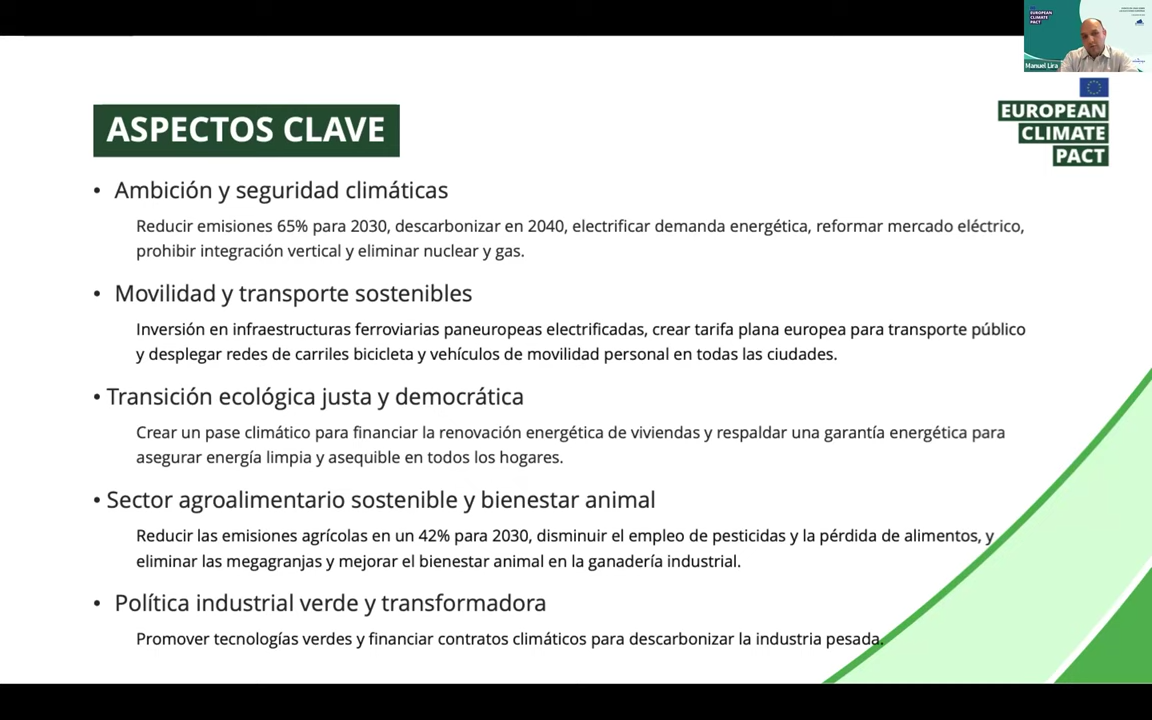 EUROPEAN
CLIMATE
PACT
Manuel Lira
ASPECTOS CLAVE
EUROPEAN
CLIMATE
PACT
• Ambición y seguridad climáticas
Reducir emisiones 65% para 2030, descarbonizar en 2040, electrificar demanda energética, reformar mercado eléctrico,
prohibir integración vertical y eliminar nuclear y gas.
• Movilidad y transporte sostenibles
Inversión en infraestructuras ferroviarias paneuropeas electrificadas, crear tarifa plana europea para transporte público
y desplegar redes de carriles bicicleta y vehículos de movilidad personal en todas las ciudades.
• Transición ecológica justa y democrática
Crear un pase climático para financiar la renovación energética de viviendas y respaldar una garantía energética para
asegurar energía limpia y asequible en todos los hogares.
• Sector agroalimentario sostenible y bienestar animal
Reducir las emisiones agrícolas en un 42% para 2030, disminuir el empleo de pesticidas y la pérdida de alimentos, y
eliminar las megagranjas y mejorar el bienestar animal en la ganadería industrial.
• Política industrial verde y transformadora
Promover tecnologías verdes y financiar contratos climáticos para descarbonizar la industria pesada.